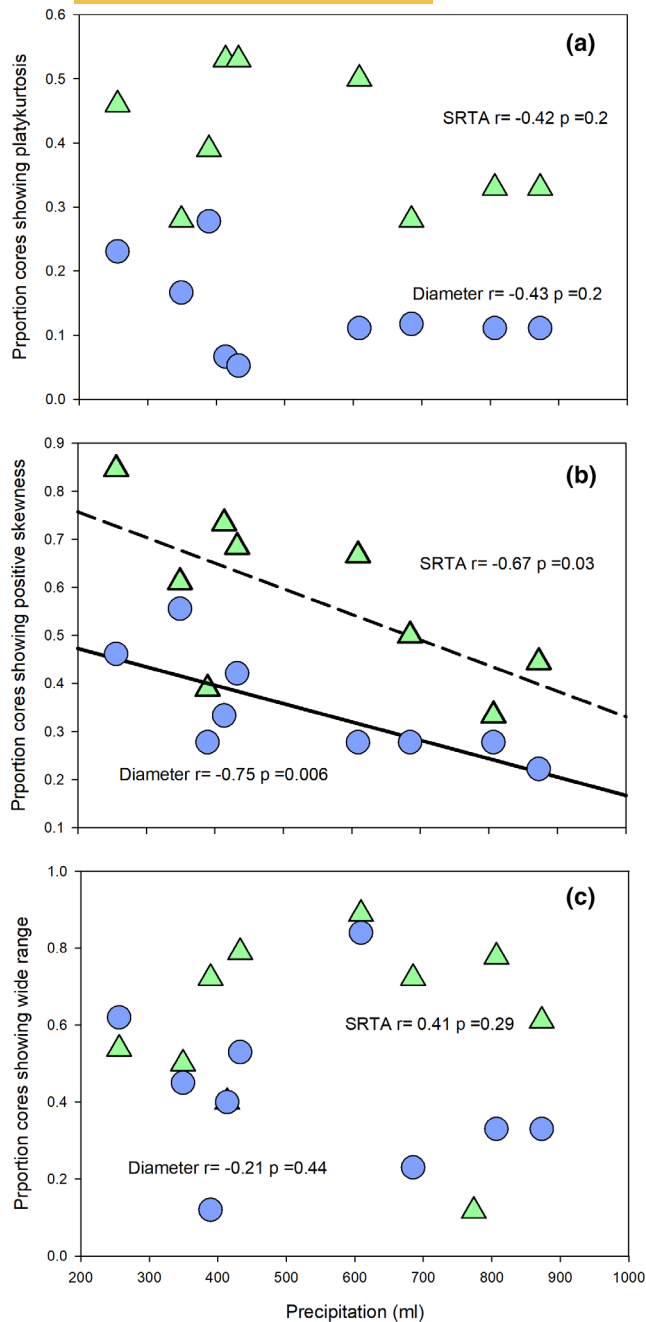 0.6
(a)
0.5
SRTA r= -0.42 p =0.2
0.4
Prportion cores showing platykurtosis
0.3
Diameter r= -0.43 p =0.2
0.2
0.1
0.0
0.9
(b)
0.8
0.7
SRTA r= -0.67 p =0.03
0.6
Prportion cores showing positive skewness
0.5
0.4
0.3
Diameter r= -0.75 p =0.006
0.2
0.1
1.0
(c)
0.8
SRTA r= 0.41 p =0.29
0.6
Prportion cores showing wide range
0.4
Diameter r= -0.21 p =0.44
0.2
0.0
200 300 400 500 600 700 800 900 1000
Precipitation (ml)